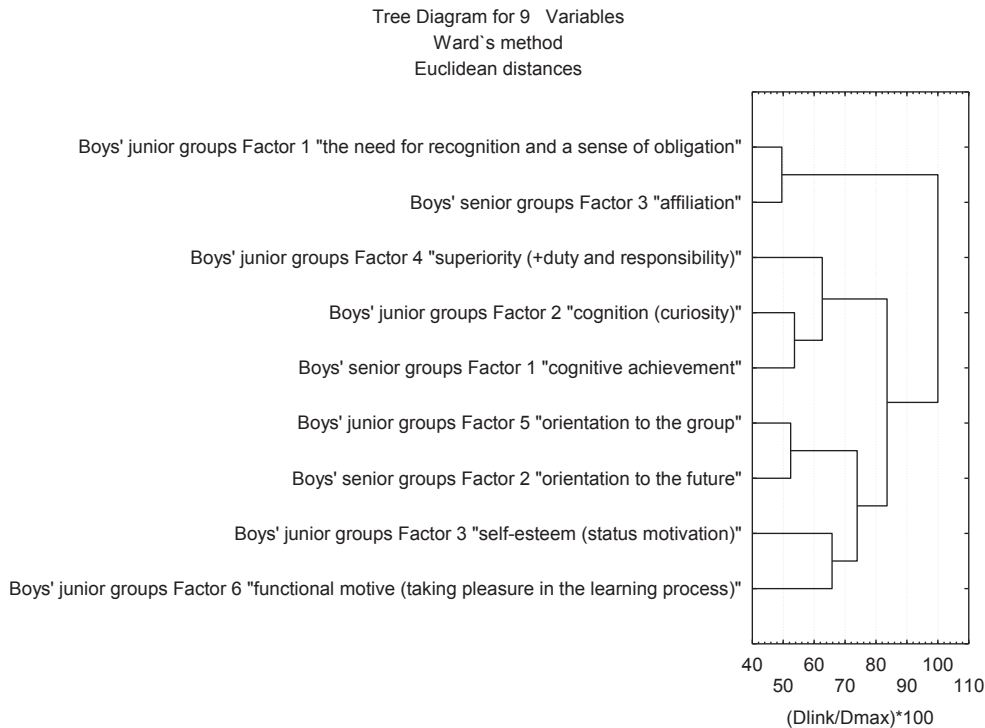 Tree Diagram for 9 Variables
Ward`s method
Euclidean distances
Boys' junior groups Factor 1 "the need for recognition and a sense of obligation"
Boys' senior groups Factor 3 "affiliation"
Boys' junior groups Factor 4 "superiority (+duty and responsibility)"
Boys' junior groups Factor 2 "cognition (curiosity)"
Boys' senior groups Factor 1 "cognitive achievement"
Boys' junior groups Factor 5 "orientation to the group"
Boys' senior groups Factor 2 "orientation to the future"
Boys' junior groups Factor 3 "self-esteem (status motivation)"
Boys' junior groups Factor 6 "functional motive (taking pleasure in the learning process)"
40 60 80 100
50 70 90 110
(Dlink/Dmax)*100